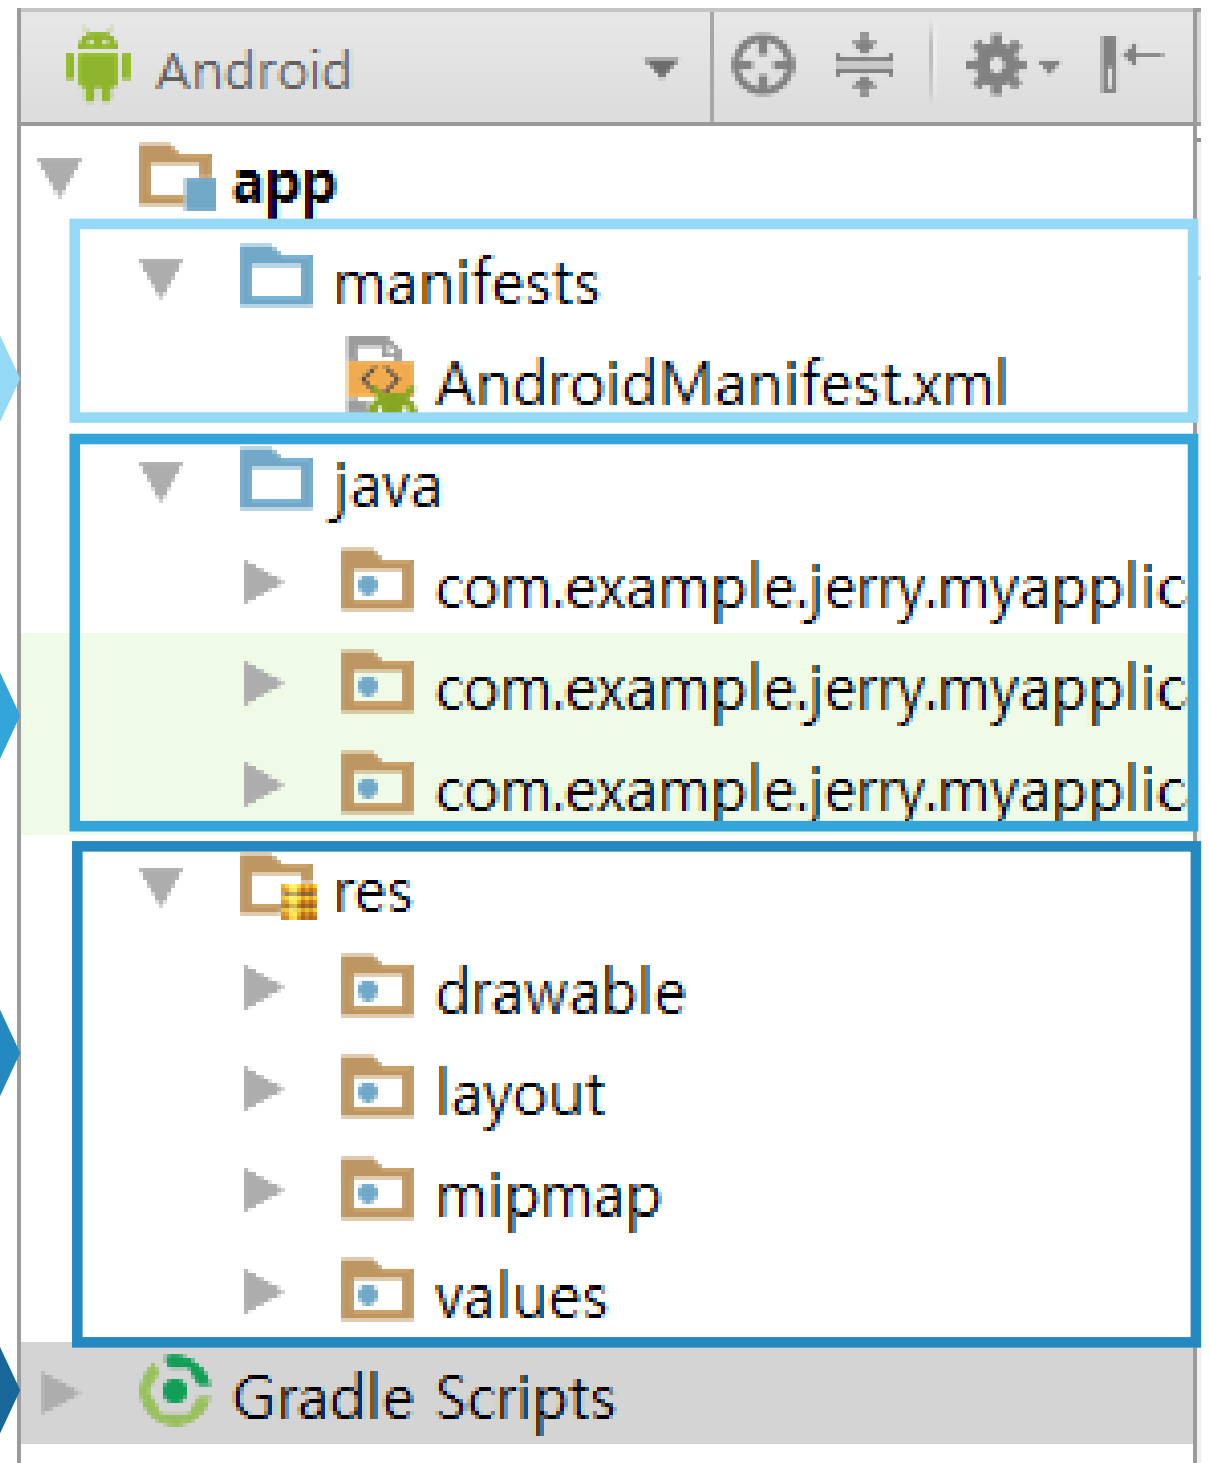 Android
app
manifests
AndroidManifest.xml
java
com.example.jerry.myapplic
com.example.jerry.myapplic
com.example.jerry.myapplic
res
drawable
layout
mipmap
values
Gradle Scripts